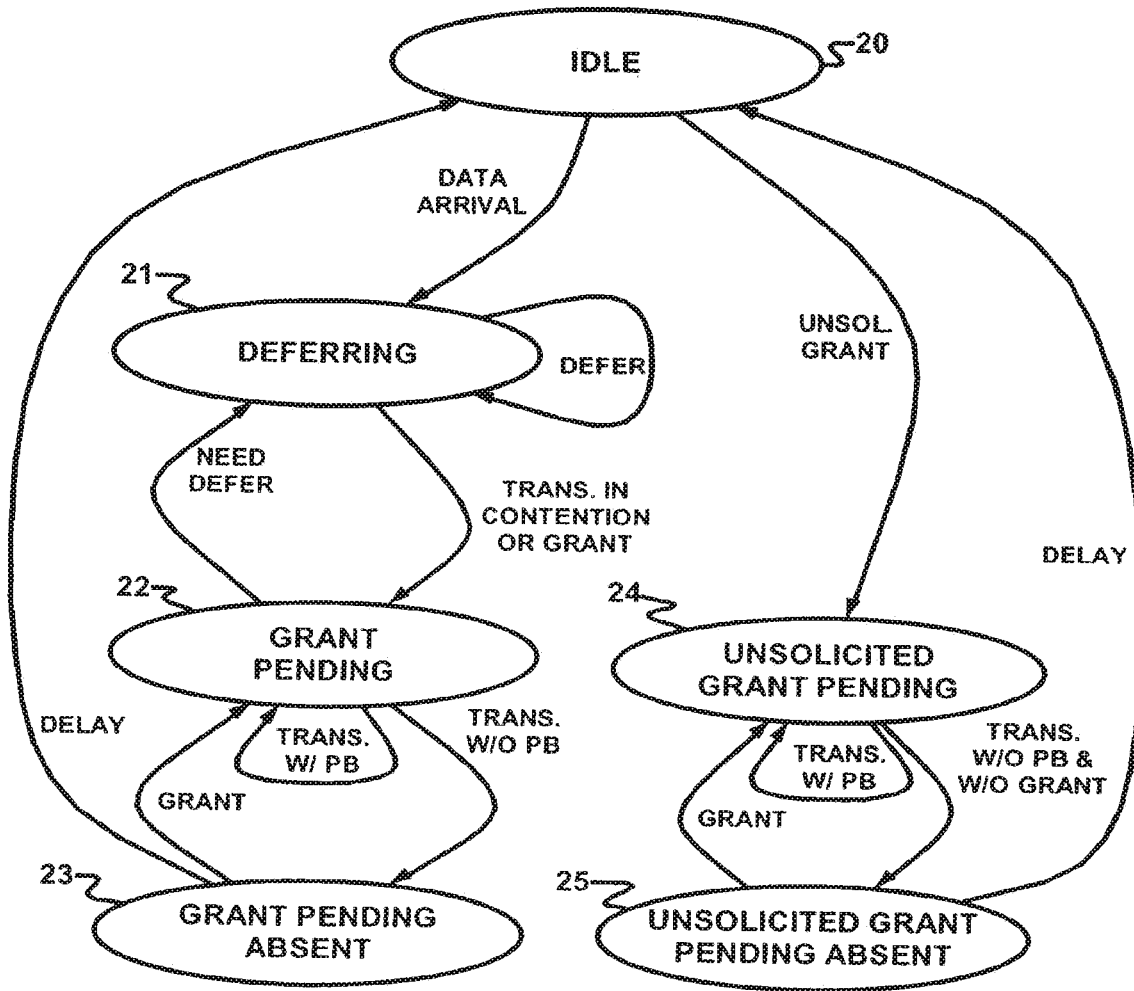 IDLE
20
DATA
ARRIVAL
21
DEFERRING
DEFER
UNSOL.
GRANT
NEED
DEFER
TRANS. IN
CONTENTION
OR GRANT
DELAY
22
GRANT
PENDING
24
UNSOLICITED
GRANT PENDING
DELAY
TRANS.
W/ PB
TRANS.
W/O PB
GRANT
TRANS.
W/ PB
TRANS.
W/O PB &
W/O GRANT
GRANT
23
GRANT PENDING
ABSENT
25
UNSOLICITED GRANT
PENDING ABSENT